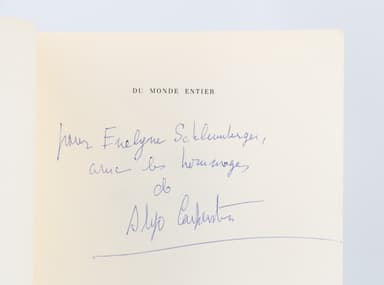 DU MONDE ENTIER
pour Evelyne Schlumberger,
avec les hommages
de
Alejo Carpentier